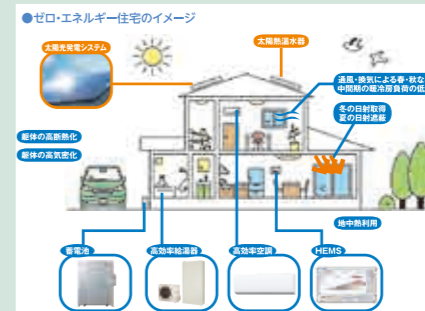 ●ゼロ・エネルギー住宅のイメージ
太陽光発電システム
太陽熱温水器
通風・換気による春・秋な
中間期の暖冷房負荷の低
冬の日射取得
夏の日射遮蔽
躯体の高断熱化
躯体の高気密化
地中熱利用
蓄電池
高効率給湯器
高効率空調
HEMS